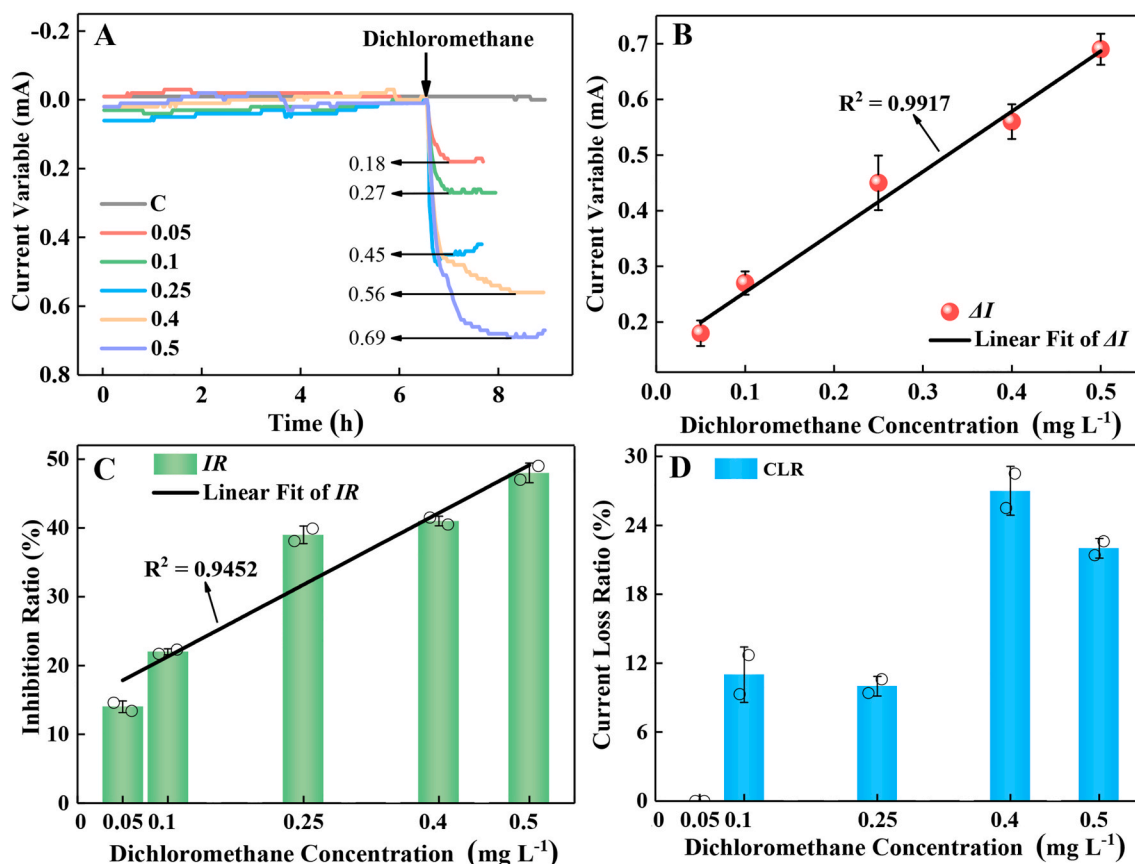 A
Dichloromethane
-0.2
0.0
0.2
0.4
0.6
0.8
Current Variable (mA)
C
0.05
0.1
0.25
0.4
0.5
0.18
0.27
0.45
0.56
0.69
0
2
4
6
8
Time (h)
B
R² = 0.9917
0.7
0.6
0.5
0.4
0.3
0.2
Current Variable (mA)
ΔI
Linear Fit of ΔI
0.0
0.1
0.2
0.3
0.4
0.5
Dichloromethane Concentration (mg L⁻¹)
C
IR
Linear Fit of IR
R² = 0.9452
50
40
30
20
10
0
Inhibition Ratio (%)
0
0.05
0.1
0.25
0.4
0.5
Dichloromethane Concentration (mg L⁻¹)
D
CLR
30
24
18
12
6
0
Current Loss Ratio (%)
0
0.05
0.1
0.25
0.4
0.5
Dichloromethane Concentration (mg L⁻¹)